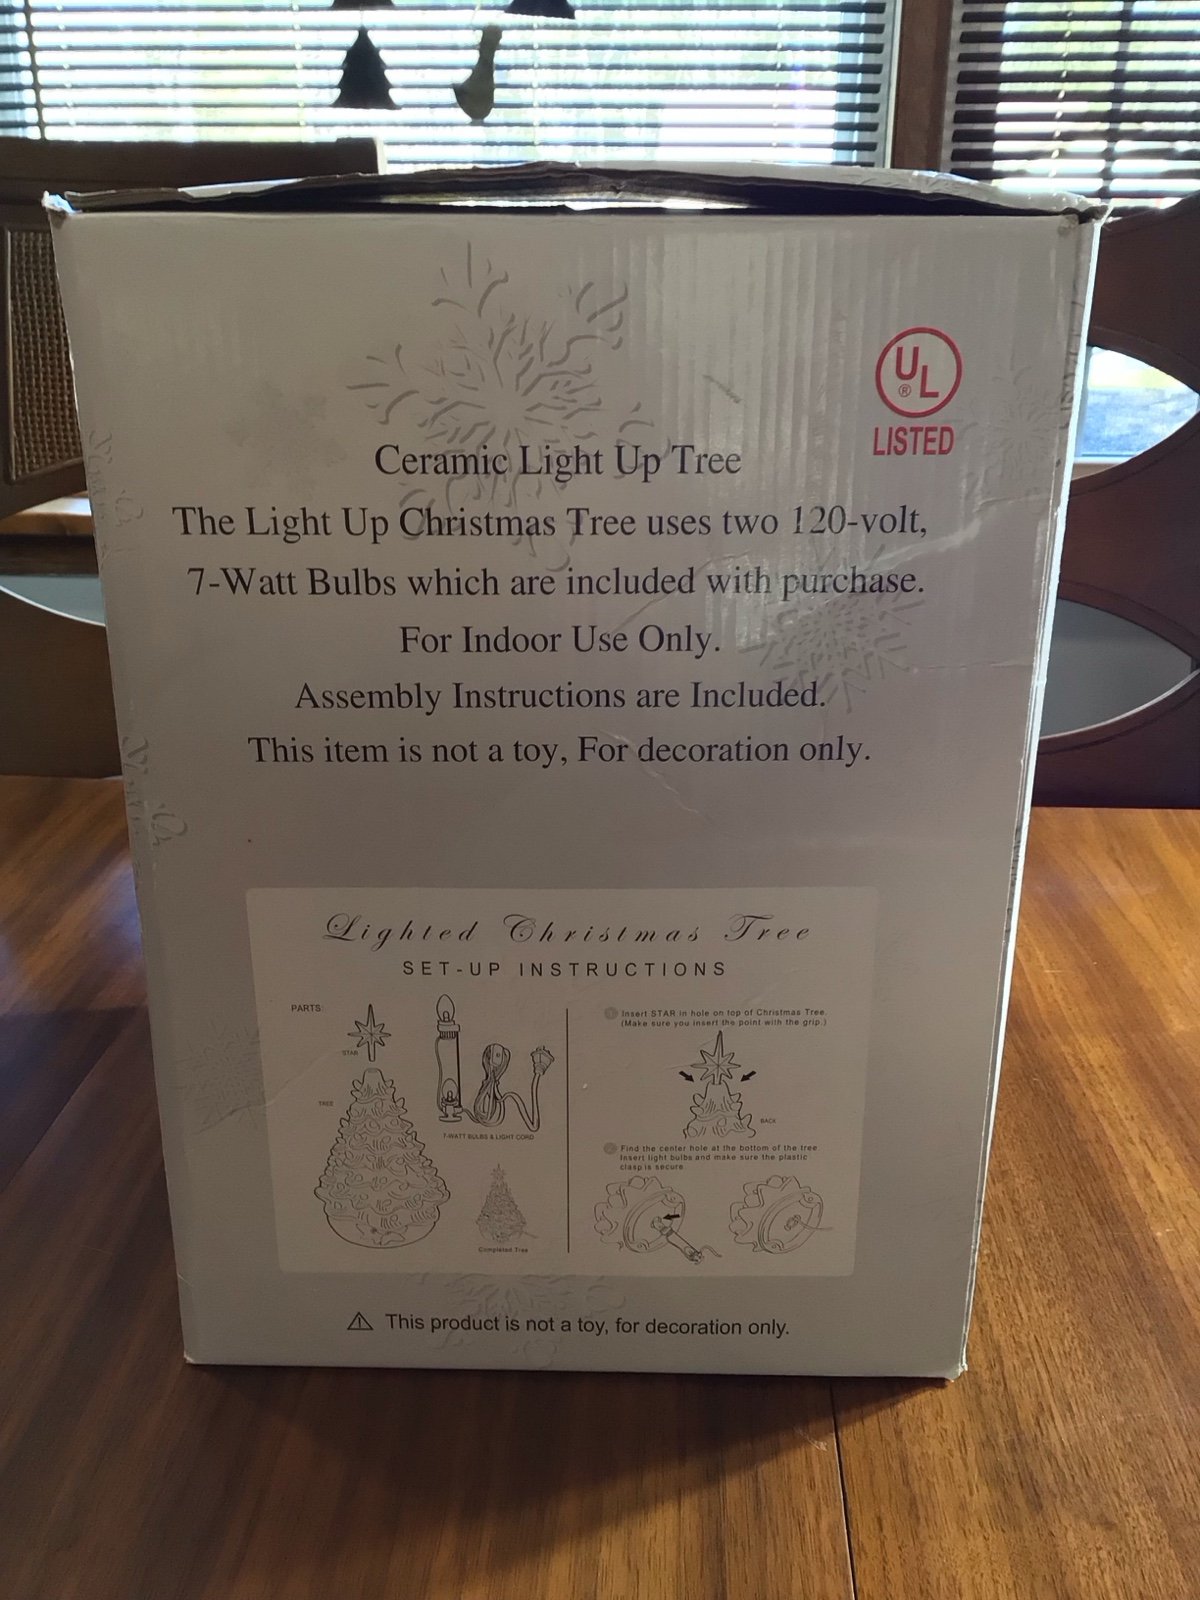 UL
®
LISTED
Ceramic Light Up Tree
The Light Up Christmas Tree uses two 120-volt,
7-Watt Bulbs which are included with purchase.
For Indoor Use Only.
Assembly Instructions are Included.
This item is not a toy, For decoration only.
Lighted Christmas Tree
SET-UP INSTRUCTIONS
PARTS:
STAR
TREE
7-WATT BULBS & LIGHT CORD
Completed Tree
1 Insert STAR in hole on top of Christmas Tree.
(Make sure you insert the point with the grip.)
BACK
2 Find the center hole at the bottom of the tree.
Insert light bulbs and make sure the plastic
clasp is secure.
This product is not a toy, for decoration only.